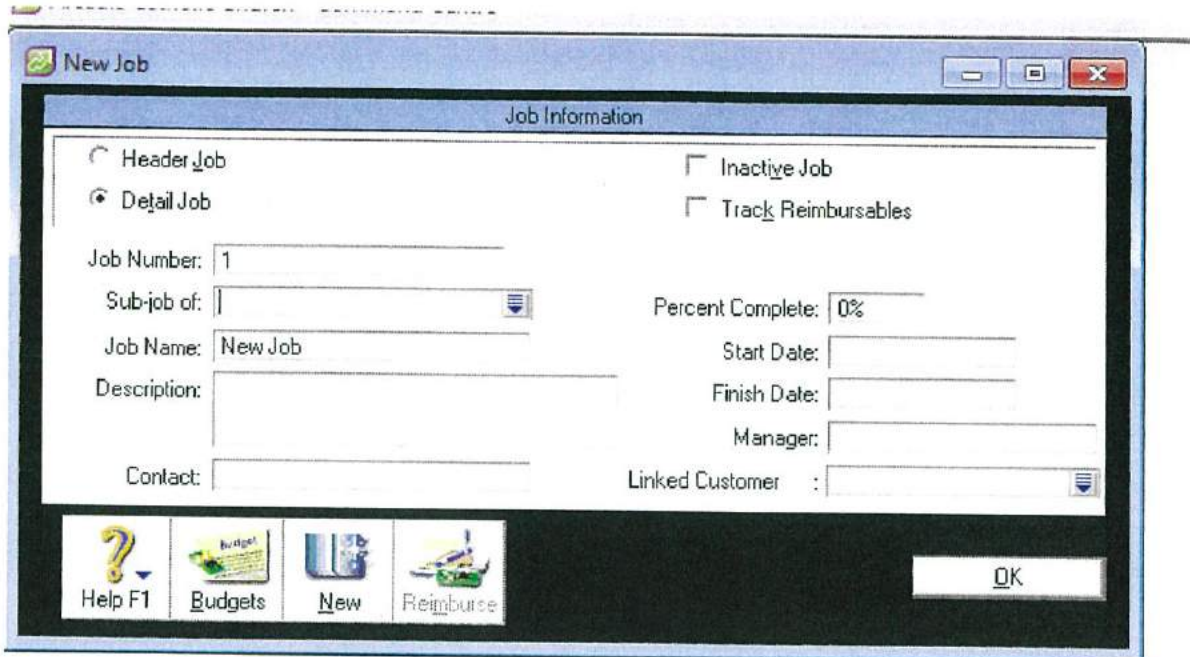 New Job
Job Information
Header Job
Inactive Job
Detail Job
Track Reimbursables
Job Number: 1
Sub-job of:
Percent Complete: 0%
Job Name: New Job
Start Date:
Description:
Finish Date:
Manager:
Contact:
Linked Customer :
Budget
Help F1
Budgets
New
Reimburse
OK